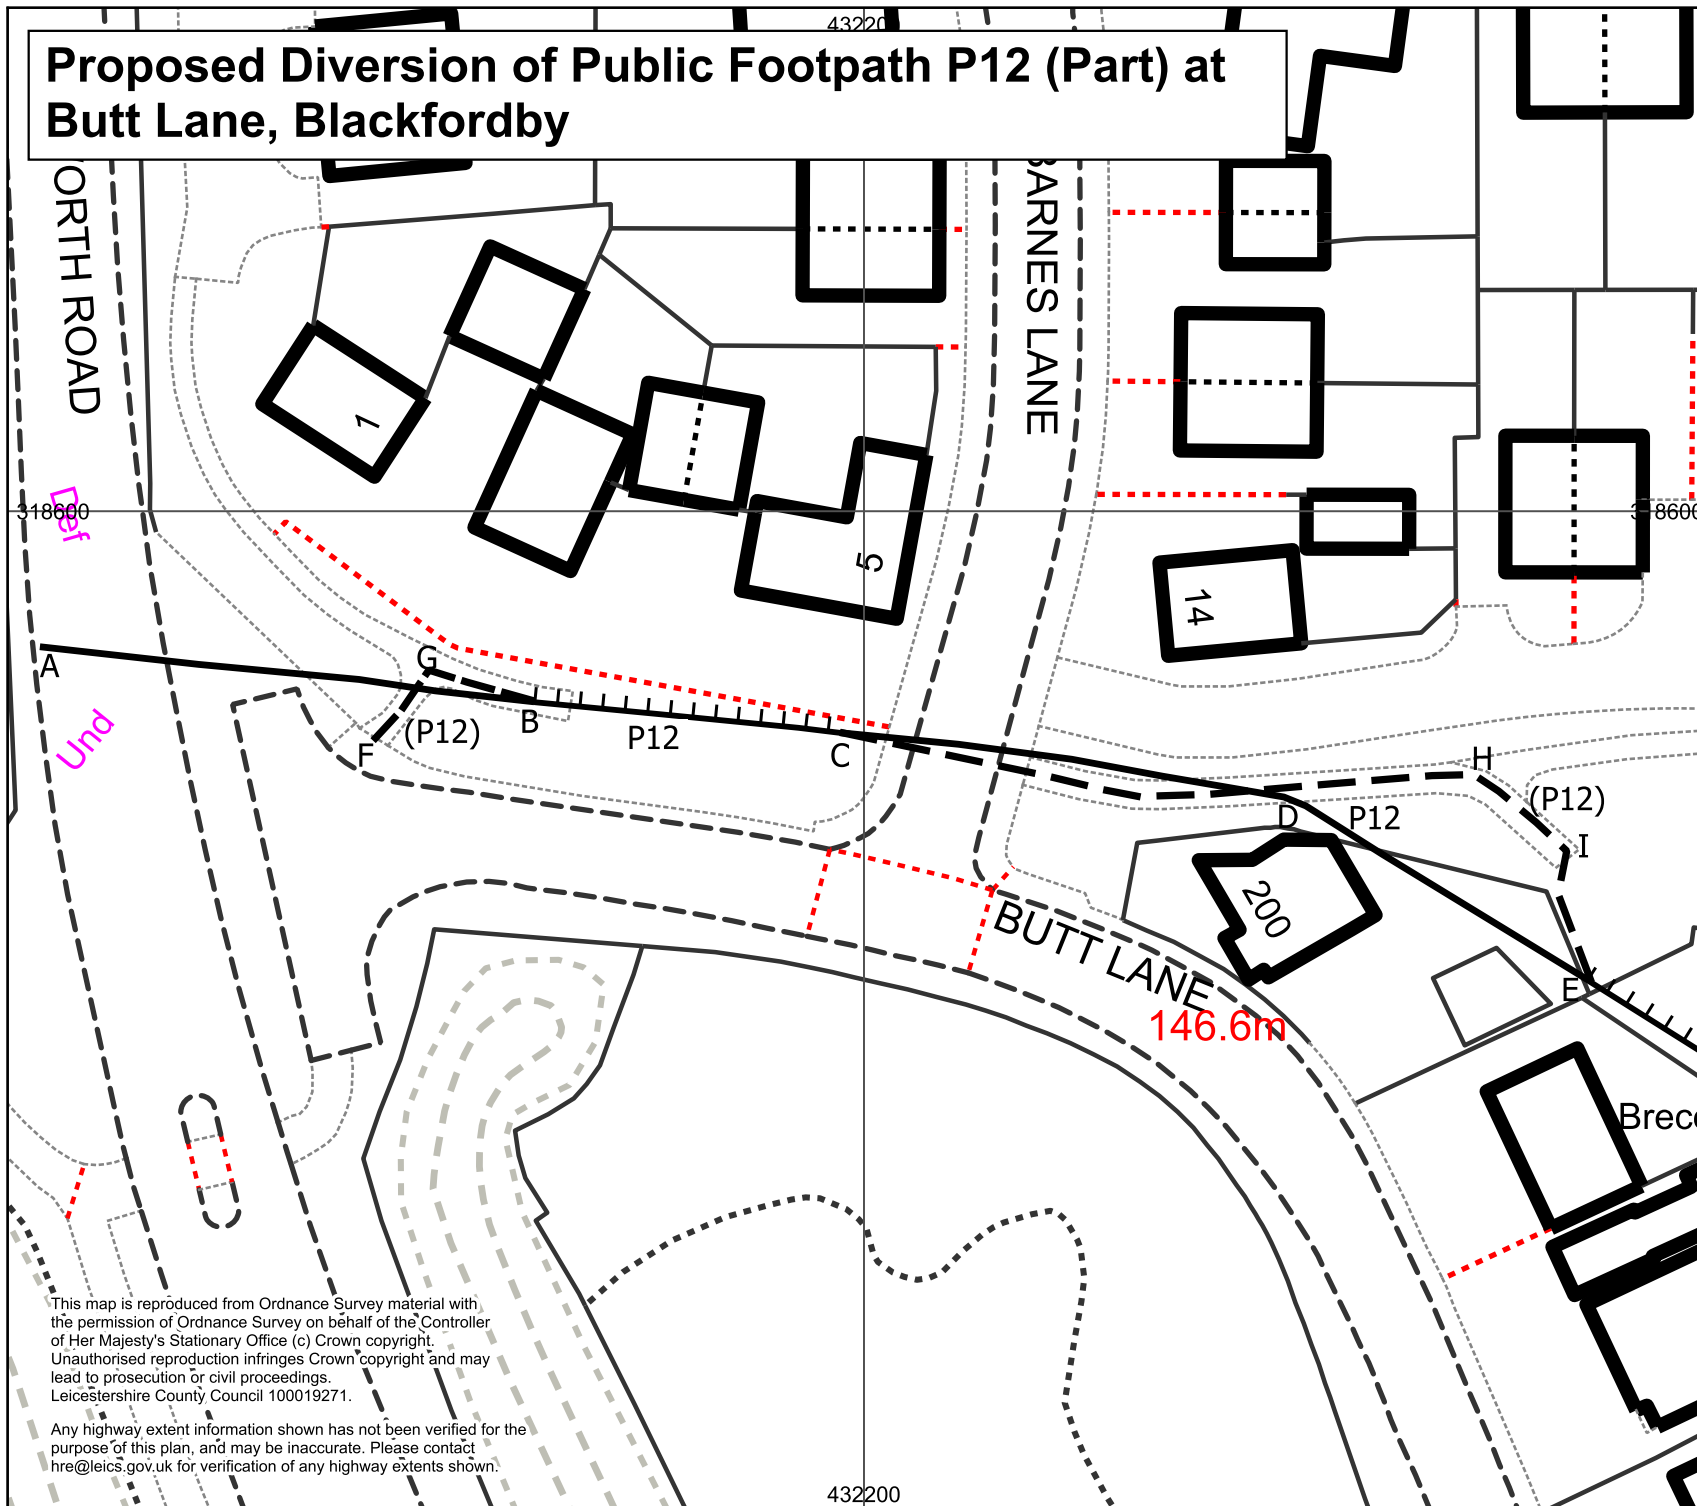 432200
Proposed Diversion of Public Footpath P12 (Part) at
Butt Lane, Blackfordby
ORTH ROAD
BARNES LANE
1
5
14
Def
318600
318600
A
G
B
F
(P12)
P12
C
Und
H
(P12)
D
P12
I
200
BUTT LANE
146.6m
E
Brec
This map is reproduced from Ordnance Survey material with
the permission of Ordnance Survey on behalf of the Controller
of Her Majesty's Stationary Office (c) Crown copyright.
Unauthorised reproduction infringes Crown copyright and may
lead to prosecution or civil proceedings.
Leicestershire County Council 100019271.
Any highway extent information shown has not been verified for the
purpose of this plan, and may be inaccurate. Please contact
hre@leics.gov.uk for verification of any highway extents shown.
432200